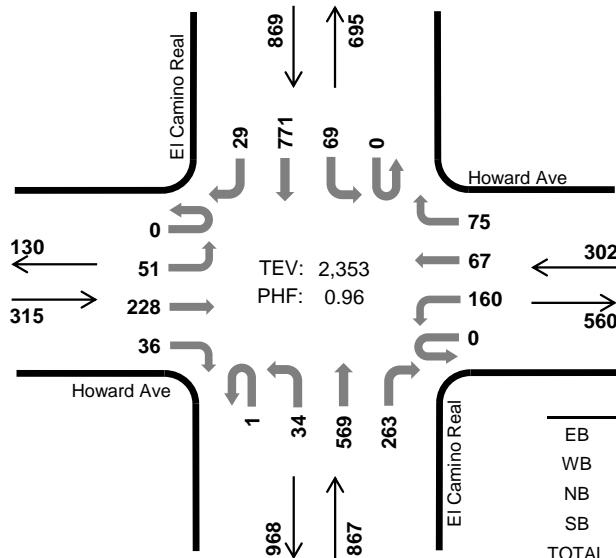 869
695
El Camino Real
29
771
69
0
Howard Ave
0
75
130
51
TEV: 2,353
67
302
315
228
PHF: 0.96
160
560
36
0
Howard Ave
1
34
569
263
El Camino Real
968
867
EB
WB
NB
SB
TOTAL